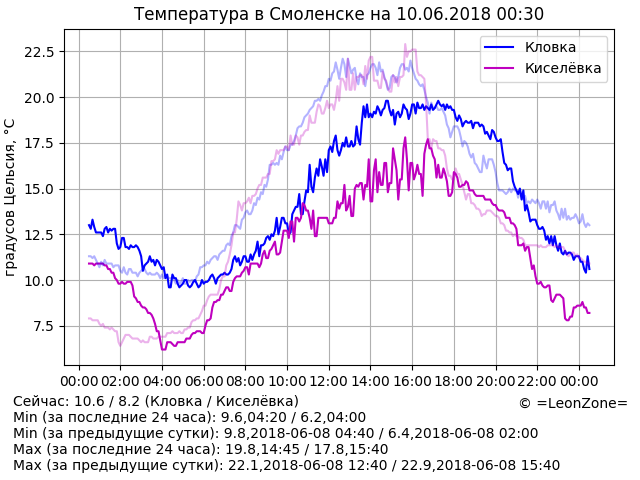 Температура в Смоленске на 10.06.2018 00:30
Кловка
Киселёвка
градусов Цельсия, °C
22.5
20.0
17.5
15.0
12.5
10.0
7.5
00:00 02:00 04:00 06:00 08:00 10:00 12:00 14:00 16:00 18:00 20:00 22:00 00:00
Сейчас: 10.6 / 8.2 (Кловка / Киселёвка)
© =LeonZone=
Min (за последние 24 часа): 9.6,04:20 / 6.2,04:00
Min (за предыдущие сутки): 9.8,2018-06-08 04:40 / 6.4,2018-06-08 02:00
Max (за последние 24 часа): 19.8,14:45 / 17.8,15:40
Max (за предыдущие сутки): 22.1,2018-06-08 12:40 / 22.9,2018-06-08 15:40